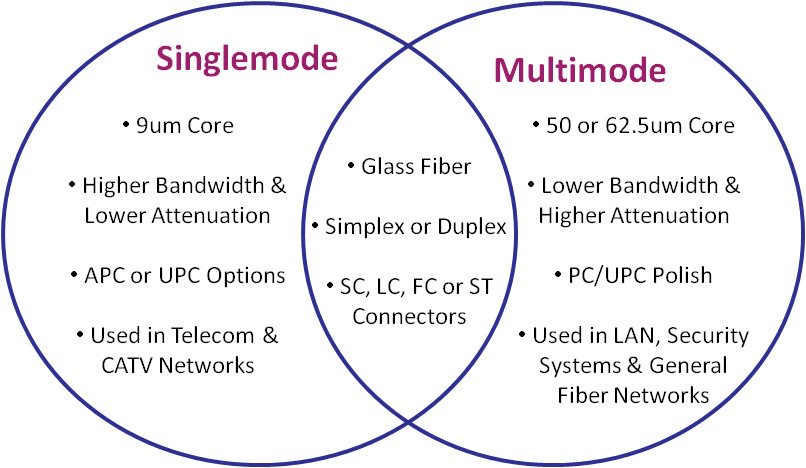 Singlemode
• 9um Core
• Higher Bandwidth &
Lower Attenuation
• APC or UPC Options
• Used in Telecom &
CATV Networks
• Glass Fiber
• Simplex or Duplex
• SC, LC, FC or ST
Connectors
Multimode
• 50 or 62.5um Core
• Lower Bandwidth &
Higher Attenuation
• PC/UPC Polish
• Used in LAN, Security
Systems & General
Fiber Networks